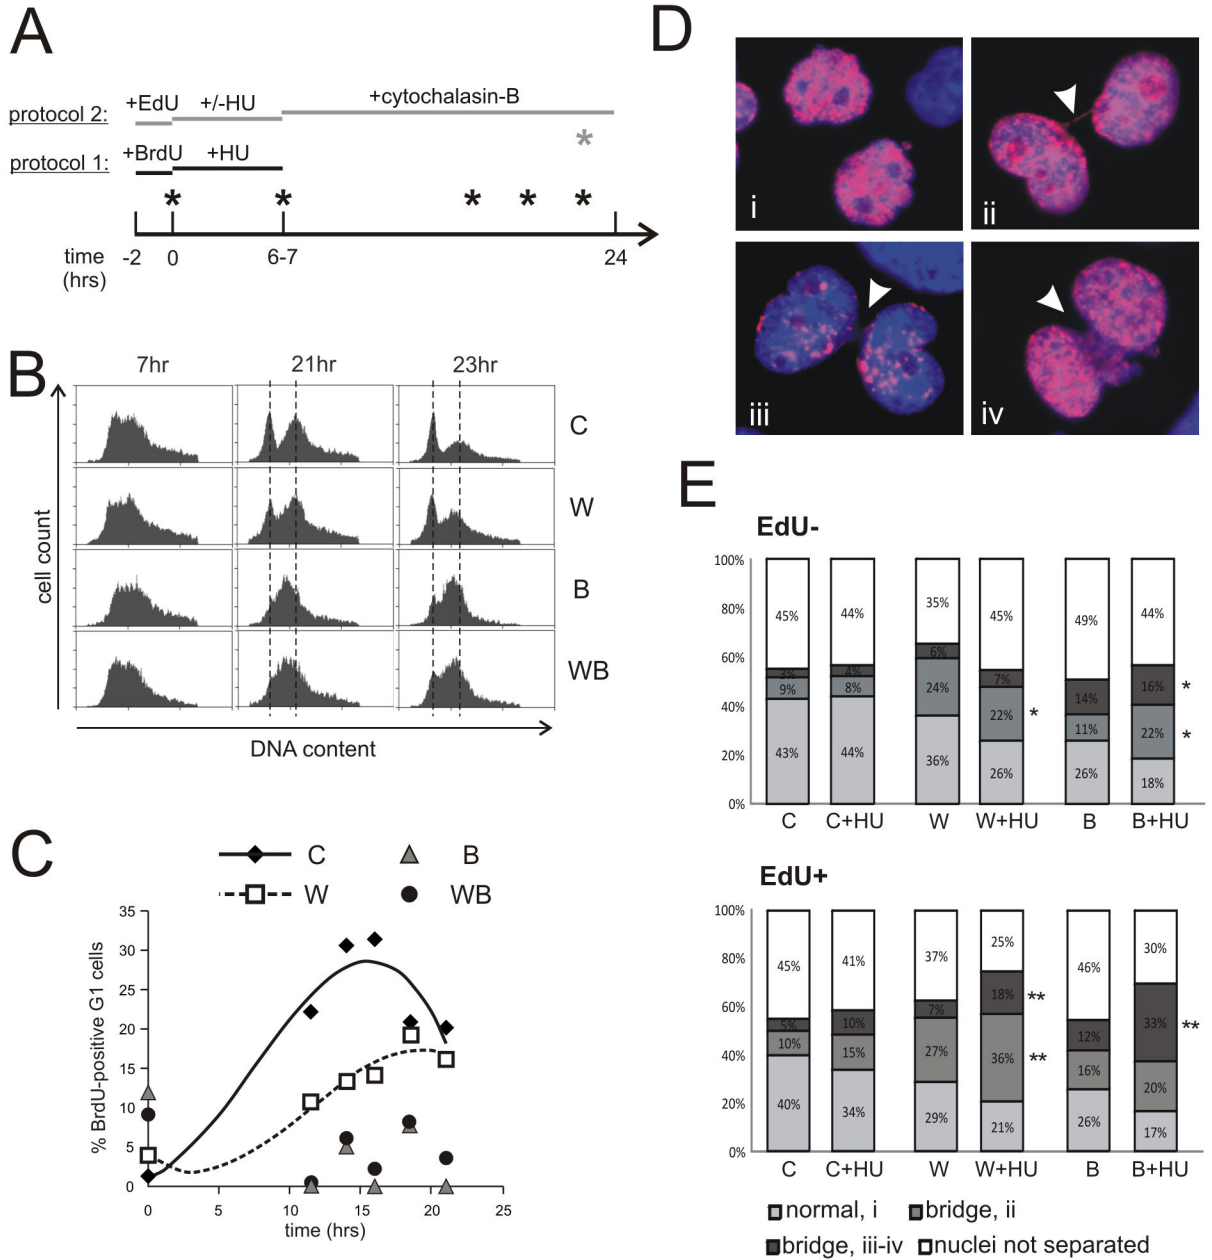 A
protocol 2: +EdU +/-HU +cytochalasin-B
*
protocol 1: +BrdU +HU
* * * * *
time (hrs) -2 0 6-7 24
B
7hr 21hr 23hr
C
W
B
WB
cell count
DNA content
C
C B
W WB
% BrdU-positive G1 cells
35
30
25
20
15
10
5
0
0 5 10 15 20 25
time (hrs)
D
i ii
iii iv
E
EdU-
100%
80%
60%
40%
20%
0%
45% 44% 35% 45% 49% 44%
3% 4% 6% 7% 14% 16% *
9% 8% 24% 22% * 11% 22% *
43% 44% 36% 26% 26% 18%
C C+HU W W+HU B B+HU
EdU+
100%
80%
60%
40%
20%
0%
45% 41% 37% 25% 46% 30%
5% 10% 7% 18% ** 12% 33% **
10% 15% 27% 36% ** 16% 20%
40% 34% 29% 21% 26% 17%
C C+HU W W+HU B B+HU
normal, i bridge, ii
bridge, iii-iv nuclei not separated